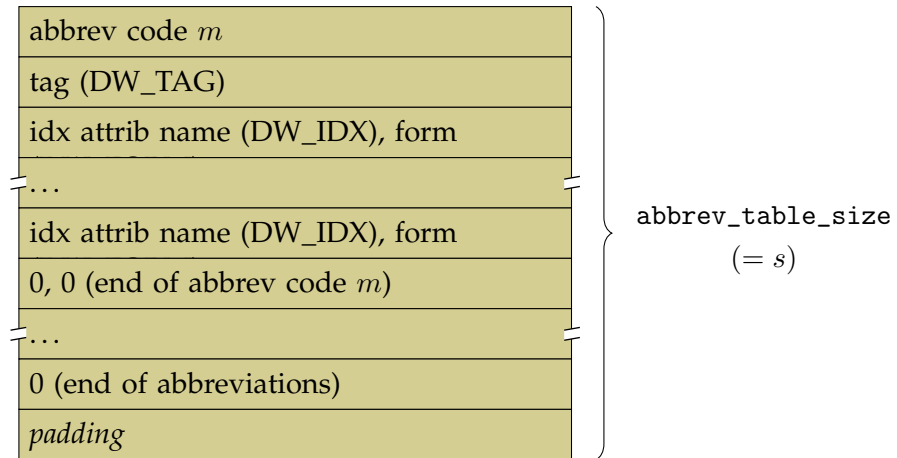 abbrev code m
tag (DW_TAG)
idx attrib name (DW_IDX), form
. . .
idx attrib name (DW_IDX), form
0, 0 (end of abbrev code m)
. . .
0 (end of abbreviations)
padding
abbrev_table_size
(= s)